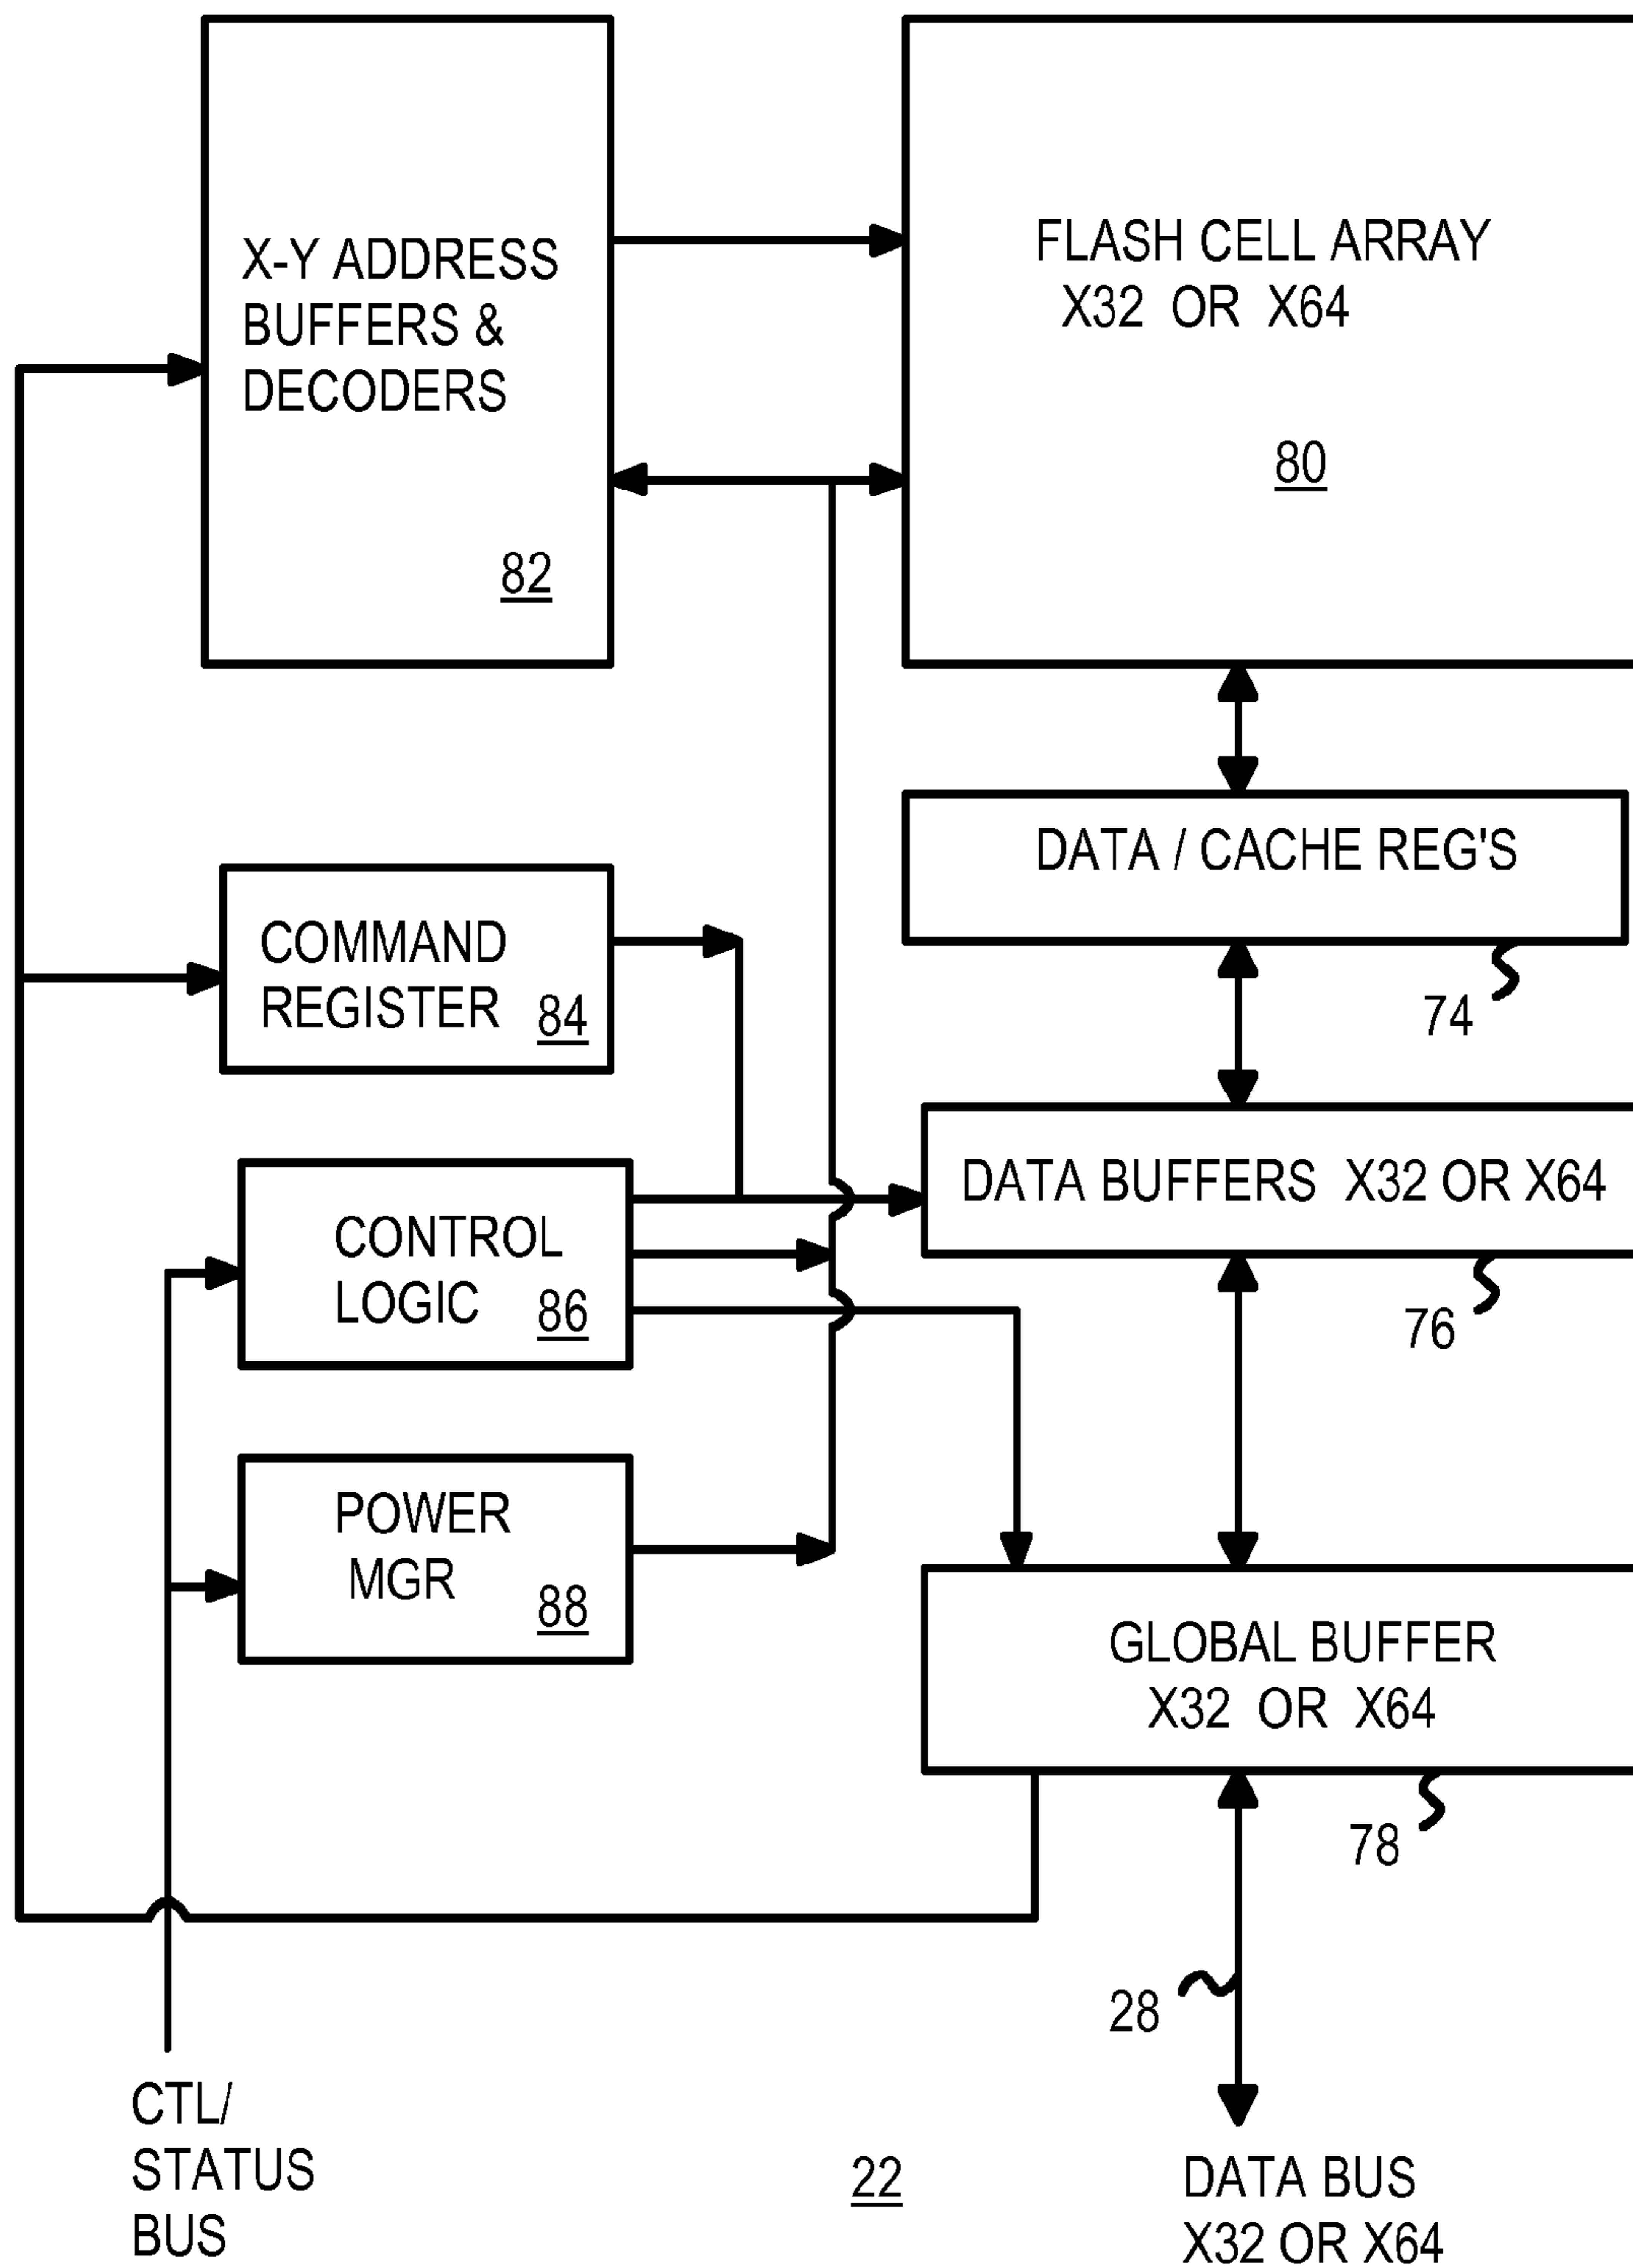 X-Y ADDRESS
BUFFERS &
DECODERS
82
FLASH CELL ARRAY
X32 OR X64
80
DATA / CACHE REG'S
74
COMMAND
REGISTER 84
DATA BUFFERS X32 OR X64
76
CONTROL
LOGIC 86
POWER
MGR 88
GLOBAL BUFFER
X32 OR X64
78
28
CTL/
STATUS
BUS
22
DATA BUS
X32 OR X64